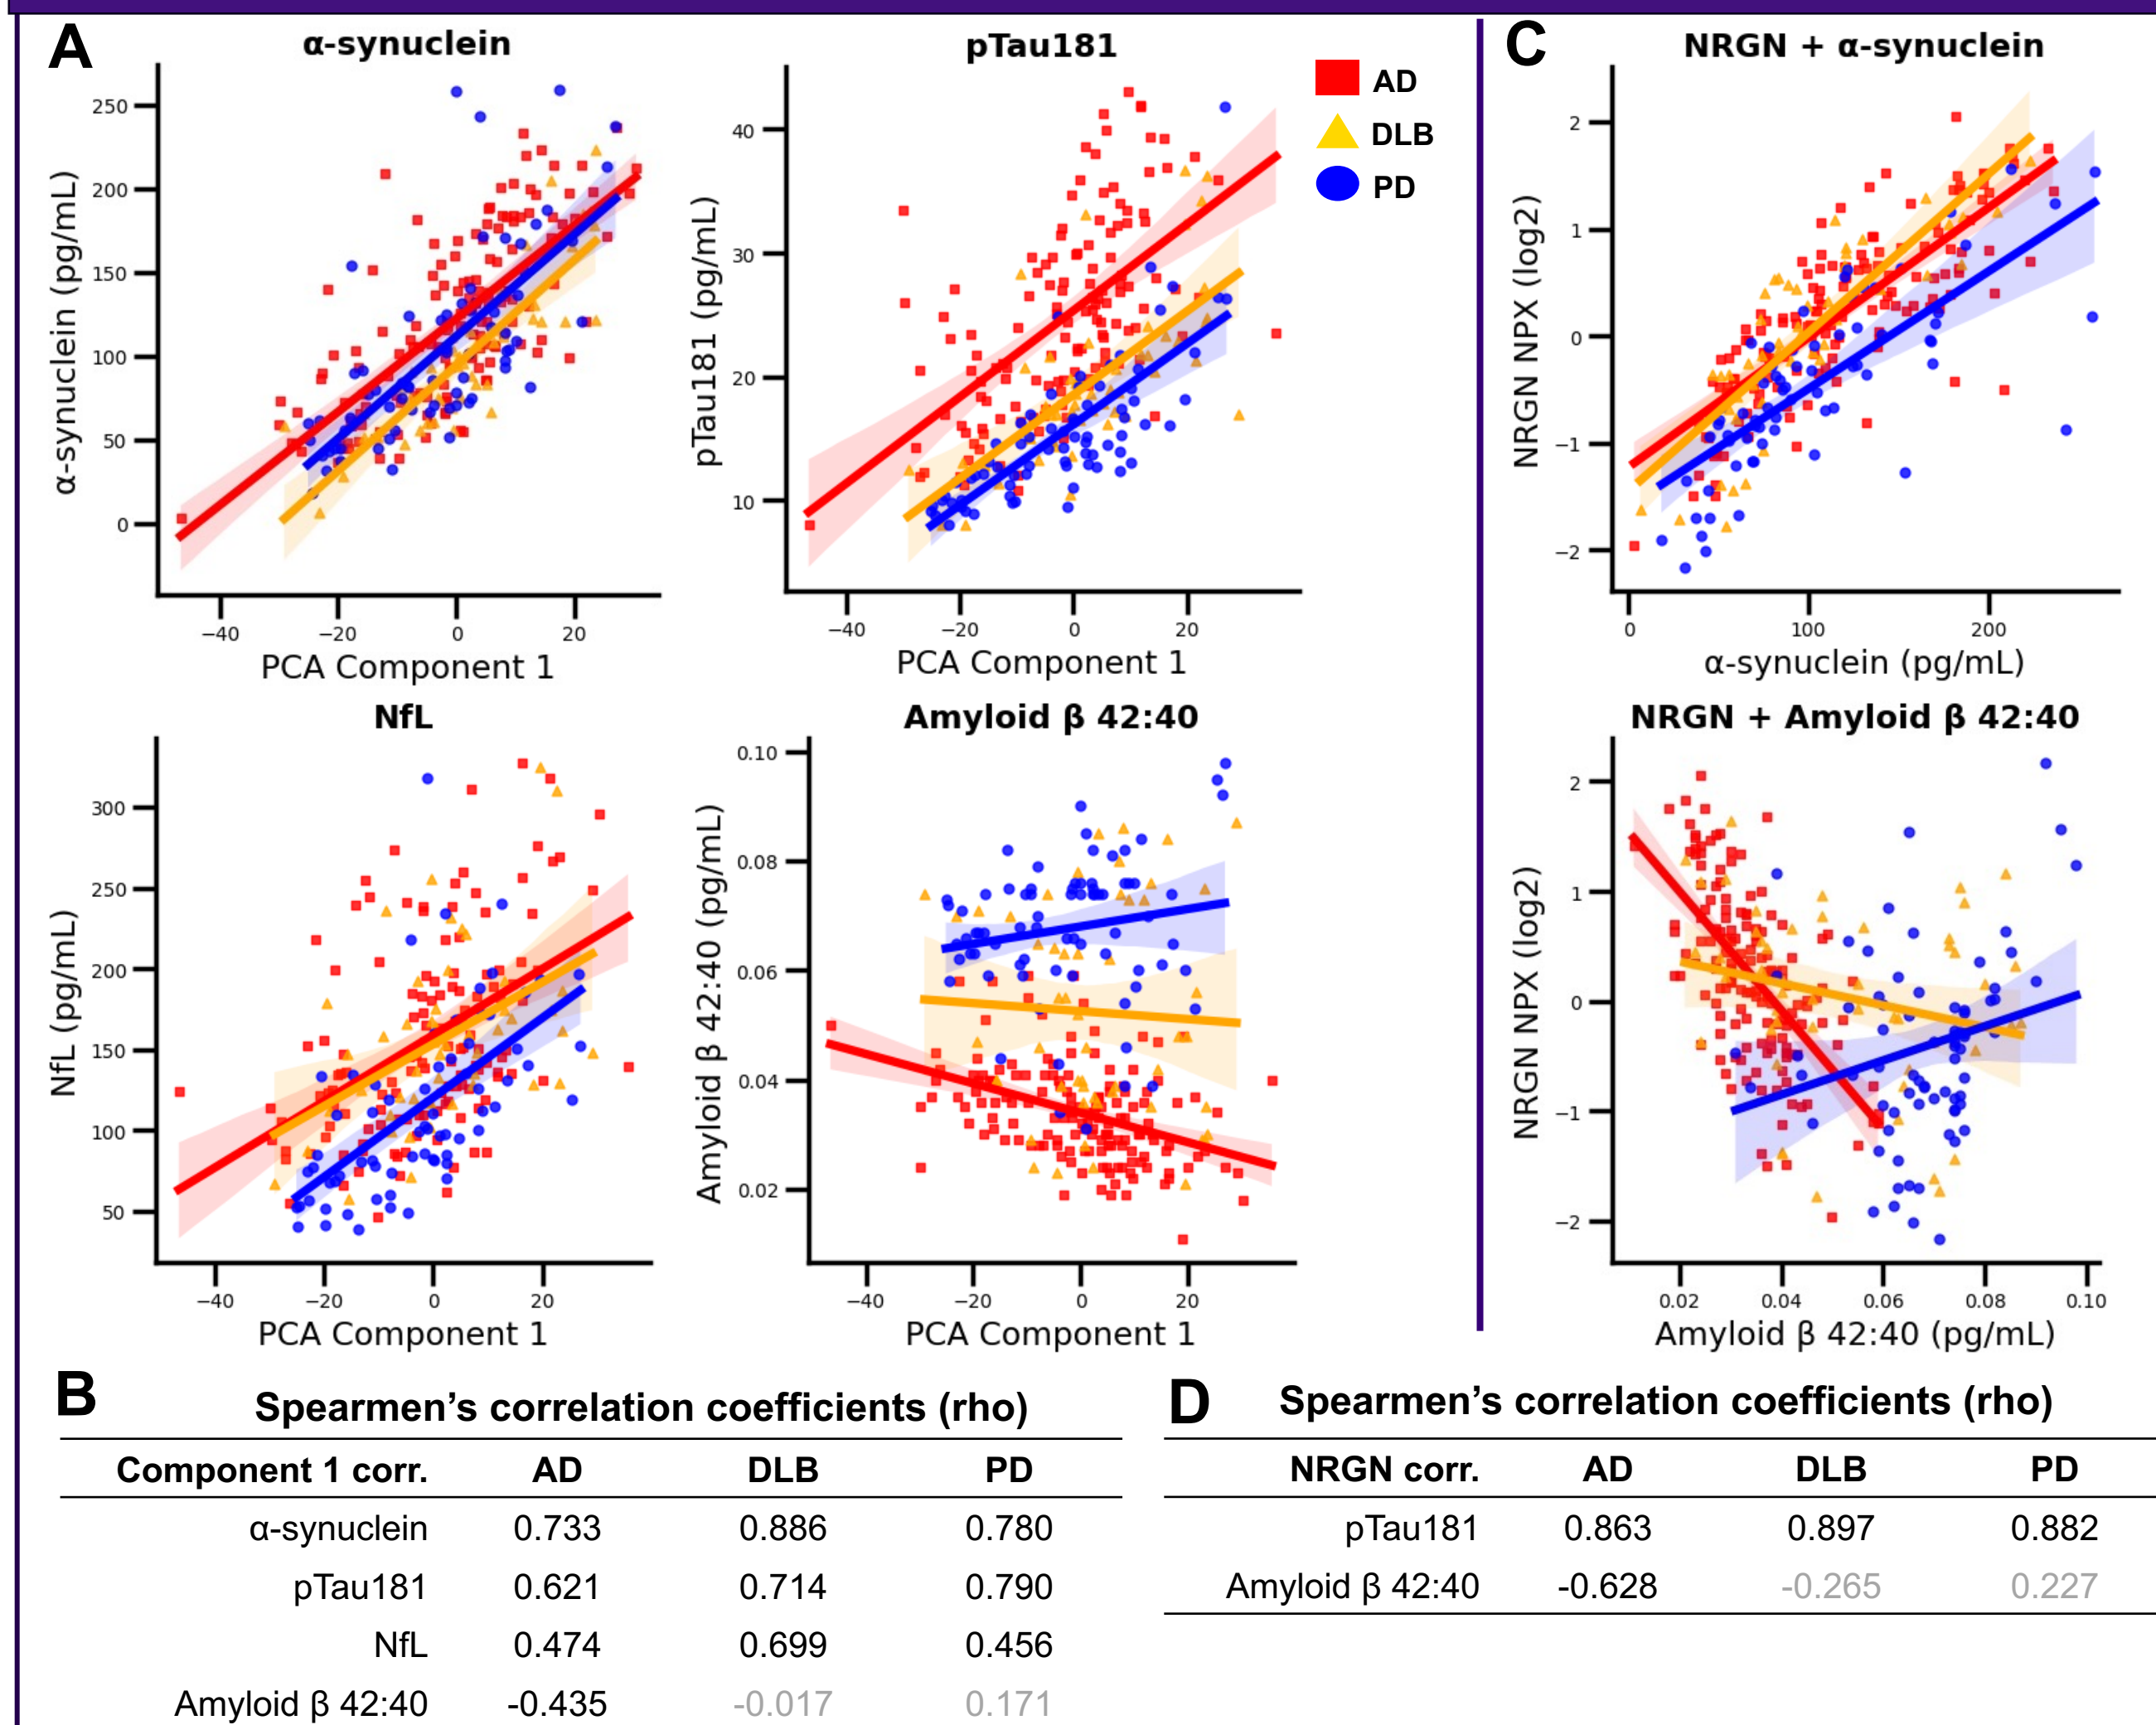 A
α-synuclein
α-synuclein (pg/mL)
250
200
150
100
50
0
−40 −20 0 20
PCA Component 1
pTau181
pTau181 (pg/mL)
40
30
20
10
−40 −20 0 20
PCA Component 1
AD
DLB
PD
NfL
NfL (pg/mL)
300
250
200
150
100
50
−40 −20 0 20
PCA Component 1
Amyloid β 42:40
Amyloid β 42:40 (pg/mL)
0.10
0.08
0.06
0.04
0.02
−40 −20 0 20
PCA Component 1
C
NRGN + α-synuclein
NRGN NPX (log2)
2
1
0
−1
−2
0 100 200
α-synuclein (pg/mL)
NRGN + Amyloid β 42:40
NRGN NPX (log2)
2
1
0
−1
−2
0.02 0.04 0.06 0.08 0.10
Amyloid β 42:40 (pg/mL)
B
Spearmen’s correlation coefficients (rho)
Component 1 corr. AD DLB PD
α-synuclein 0.733 0.886 0.780
pTau181 0.621 0.714 0.790
NfL 0.474 0.699 0.456
Amyloid β 42:40 -0.435 -0.017 0.171
D
Spearmen’s correlation coefficients (rho)
NRGN corr. AD DLB PD
pTau181 0.863 0.897 0.882
Amyloid β 42:40 -0.628 -0.265 0.227